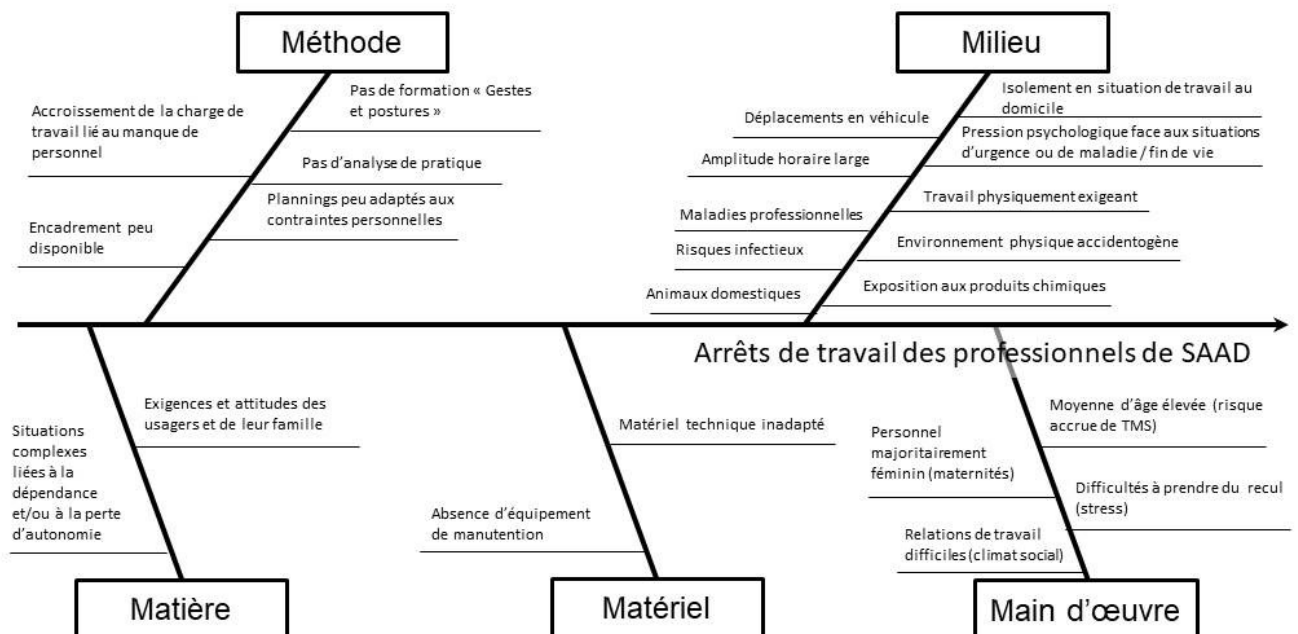 Méthode
Accroissement de la charge de
travail lié au manque de
personnel
Encadrement peu
disponible
Pas de formation « Gestes
et postures »
Pas d'analyse de pratique
Plannings peu adaptés aux
contraintes personnelles
Milieu
Déplacements en véhicule
Amplitude horaire large
Maladies professionnelles
Risques infectieux
Animaux domestiques
Isolement en situation de travail au
domicile
Pression psychologique face aux situations
d'urgence ou de maladie / fin de vie
Travail physiquement exigeant
Environnement physique accidentogène
Exposition aux produits chimiques
Arrêts de travail des professionnels de SAAD
Situations
complexes
liées à la
dépendance
et/ou à la perte
d'autonomie
Exigences et attitudes des
usagers et de leur famille
Matière
Absence d'équipement
de manutention
Matériel technique inadapté
Matériel
Personnel
majoritairement
féminin (maternités)
Relations de travail
difficiles (climat social)
Moyenne d'âge élevée (risque
accrue de TMS)
Difficultés à prendre du recul
(stress)
Main d'œuvre